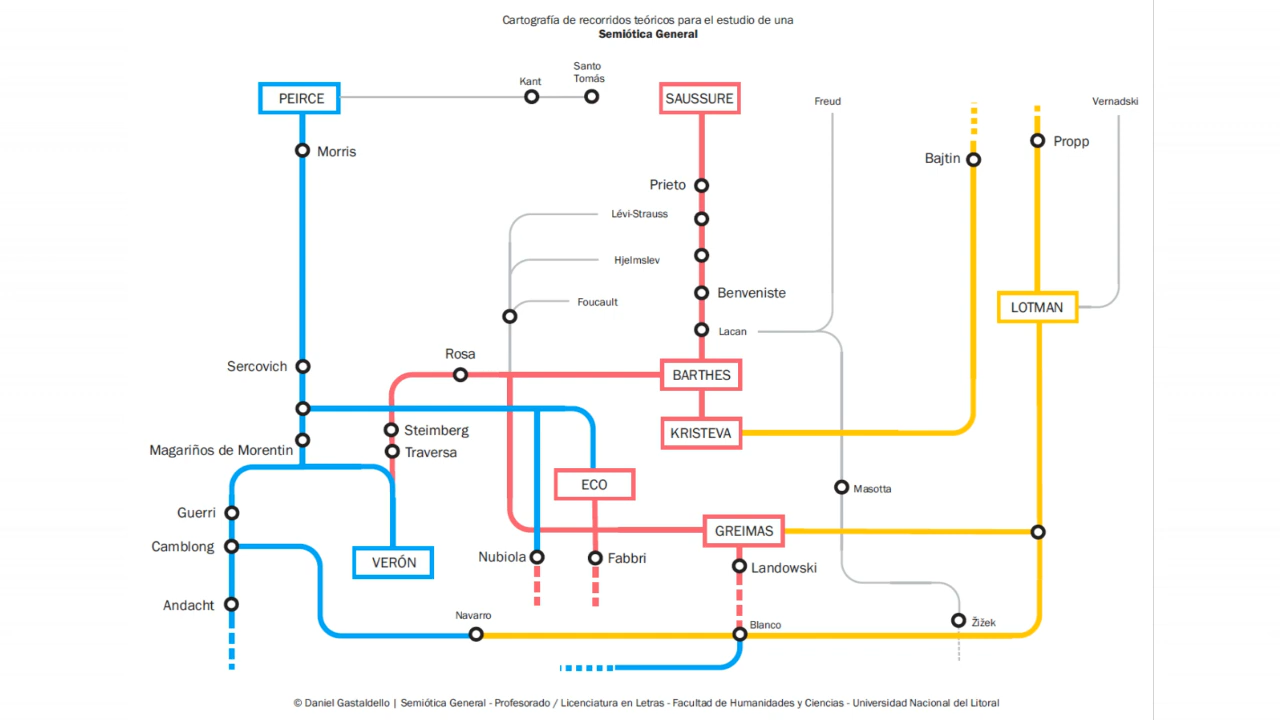 Cartografía de recorridos teóricos para el estudio de una
Semiótica General
Santo
Tomás
Kant
PEIRCE
SAUSSURE
Freud
Vernadski
Morris
Propp
Bajtin
Prieto
Lévi-Strauss
Hjelmslev
Benveniste
Foucault
LOTMAN
Lacan
Rosa
Sercovich
BARTHES
Steimberg
KRISTEVA
Magariños de Morentin
Traversa
ECO
Masotta
Guerri
GREIMAS
Camblong
Nubiola
Fabbri
VERÓN
Landowski
Andacht
Navarro
Blanco
Žižek
© Daniel Gastaldello | Semiótica General - Profesorado / Licenciatura en Letras - Facultad de Humanidades y Ciencias - Universidad Nacional del Litoral